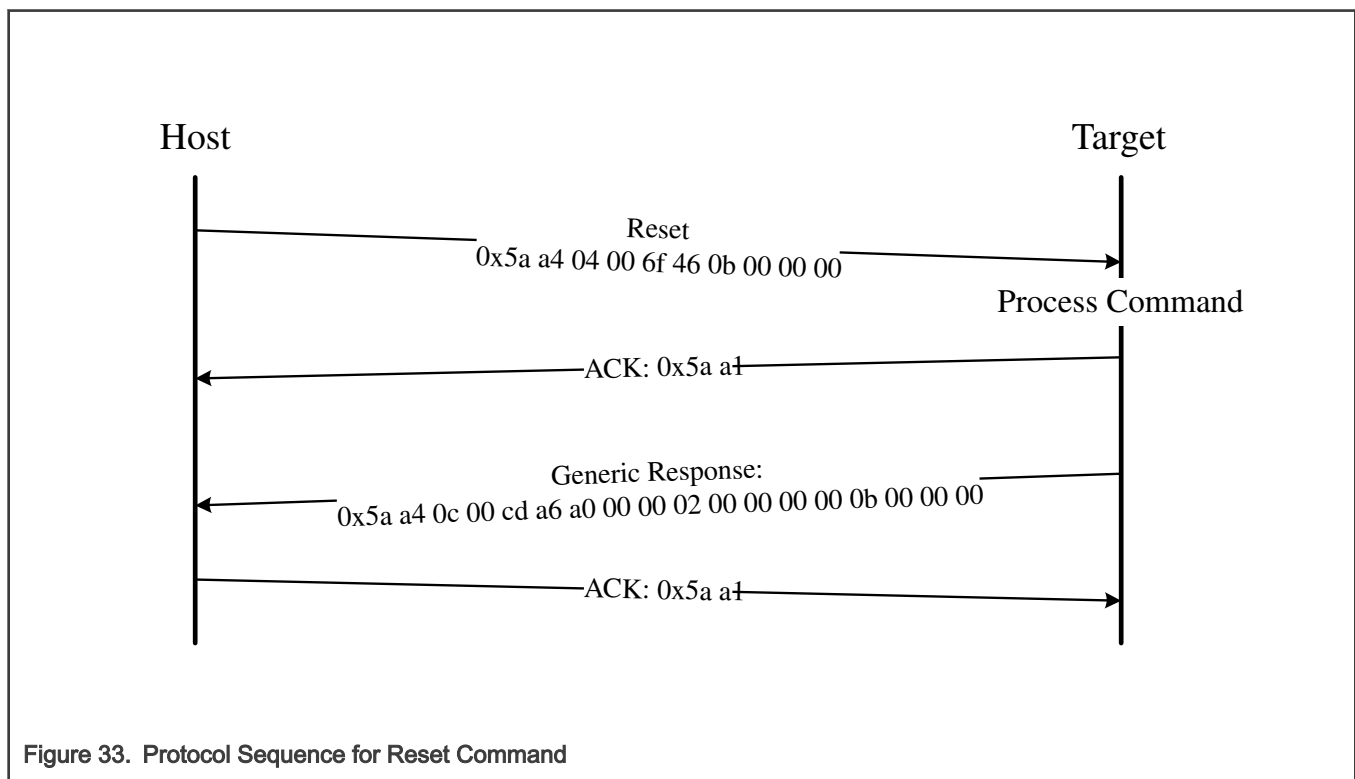 Host
Target
Reset
0x5a a4 04 00 6f 46 0b 00 00 00
Process Command
ACK: 0x5a a1
Generic Response:
0x5a a4 0c 00 cd a6 a0 00 00 02 00 00 00 00 0b 00 00 00
ACK: 0x5a a1
Figure 33. Protocol Sequence for Reset Command